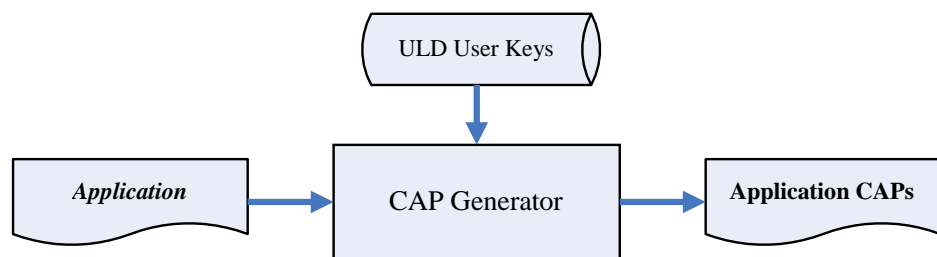 ULD User Keys
Application
CAP Generator
Application CAPs